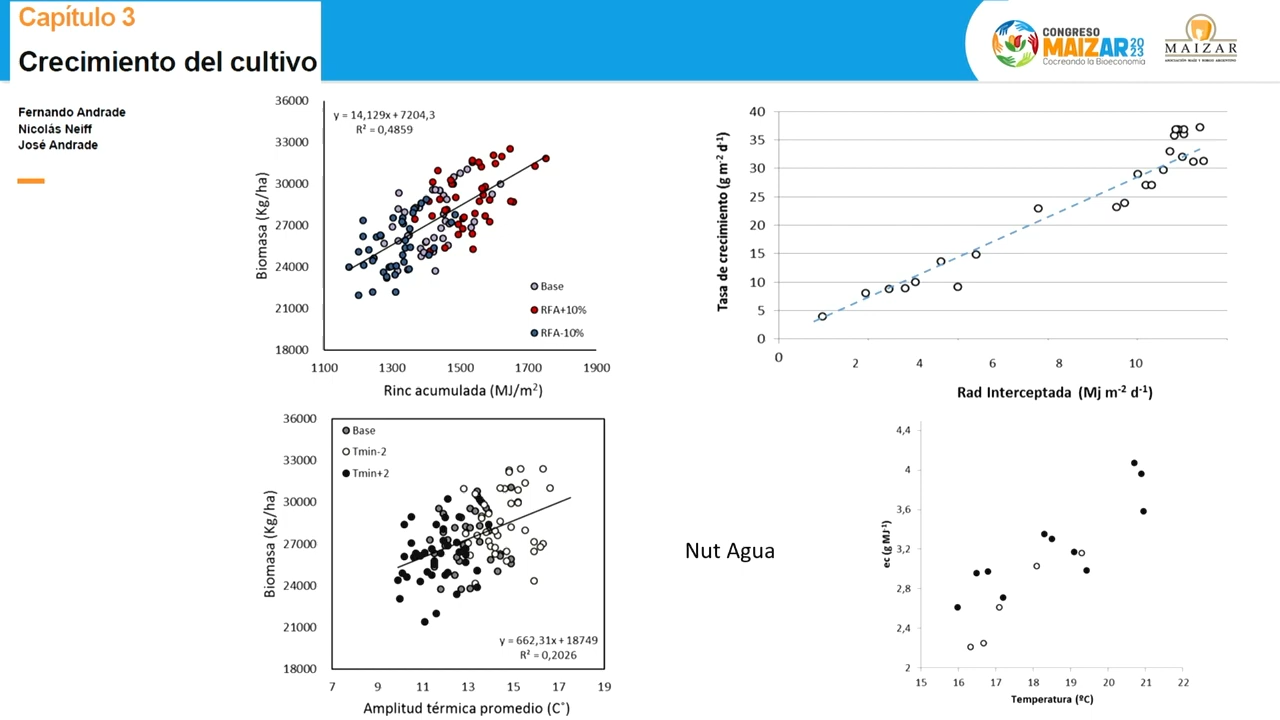 Capítulo 3
Crecimiento del cultivo
CONGRESO
MAIZAR 2023
Cocreando la Bioeconomía
MAIZAR
ASOCIACIÓN MAÍZ Y SORGO ARGENTINO
Fernando Andrade
Nicolás Neiff
José Andrade
36000
33000
30000
27000
24000
21000
18000
Biomasa (Kg/ha)
y = 14,129x + 7204,3
R² = 0,4859
Base
RFA+10%
RFA-10%
1100 1300 1500 1700 1900
Rinc acumulada (MJ/m²)
40
35
30
25
20
15
10
5
0
Tasa de crecimiento (g m⁻² d⁻¹)
0 2 4 6 8 10
Rad Interceptada (Mj m⁻² d⁻¹)
36000
33000
30000
27000
24000
21000
18000
Biomasa (Kg/ha)
Base
Tmin-2
Tmin+2
y = 662,31x + 18749
R² = 0,2026
7 9 11 13 15 17 19
Amplitud térmica promedio (C°)
Nut Agua
4,4
4
3,6
3,2
2,8
2,4
2
ec (g MJ⁻¹)
15 16 17 18 19 20 21 22
Temperatura (ºC)